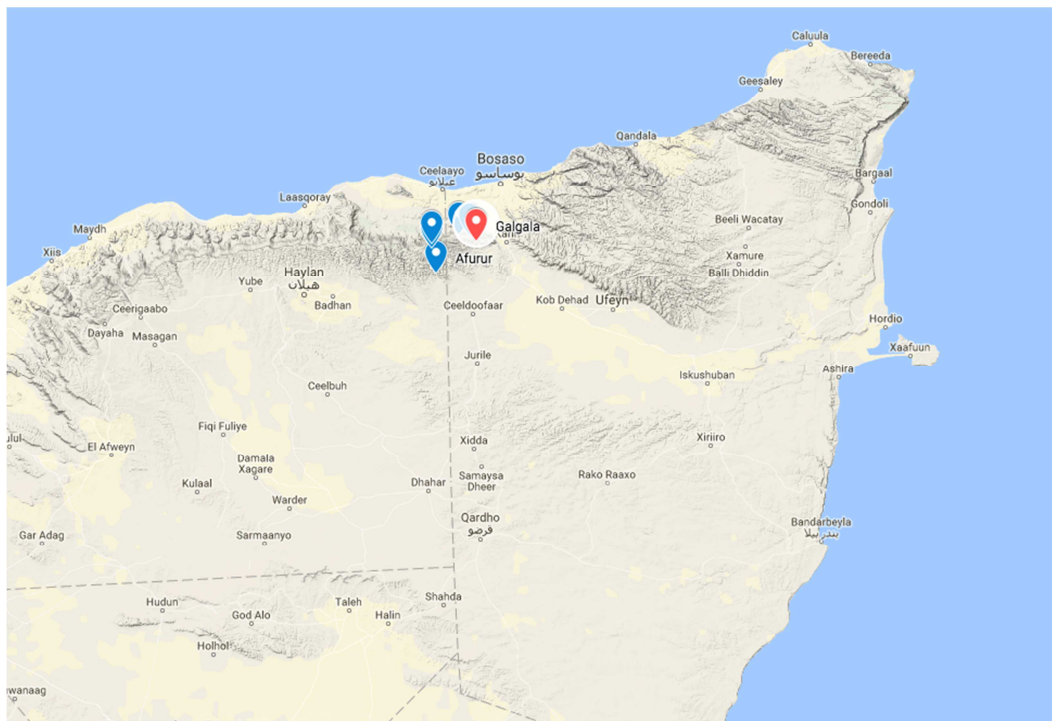 Caluula
Bereeda
Geesaley
Qandala
Bosaso
بوساسو
Ceelaayo
عيلايو
Bargaal
Laasqoray
Gondoli
Beeli Wacatay
Galgala
Maydh
Xiis
Afurur
Xamure
Balli Dhiddin
Haylan
هيلان
Yube
Badhan
Kob Dehad
Ufeyn
Ceeldoofaar
Ceerigaabo
Hordio
Dayaha
Masagan
Xaafuun
Jurile
Ashira
Iskushuban
Ceelbuh
Fiqi Fuliye
Xiriiro
Xidda
El Afweyn
Damala
Xagare
Samaysa
Dheer
Rako Raaxo
Kulaal
Dhahar
Warder
Qardho
قرضو
Bandarbeyla
بندر بيلا
Gar Adag
Sarmaanyo
Shahda
Hudun
Taleh
God Alo
Halin
Holhol